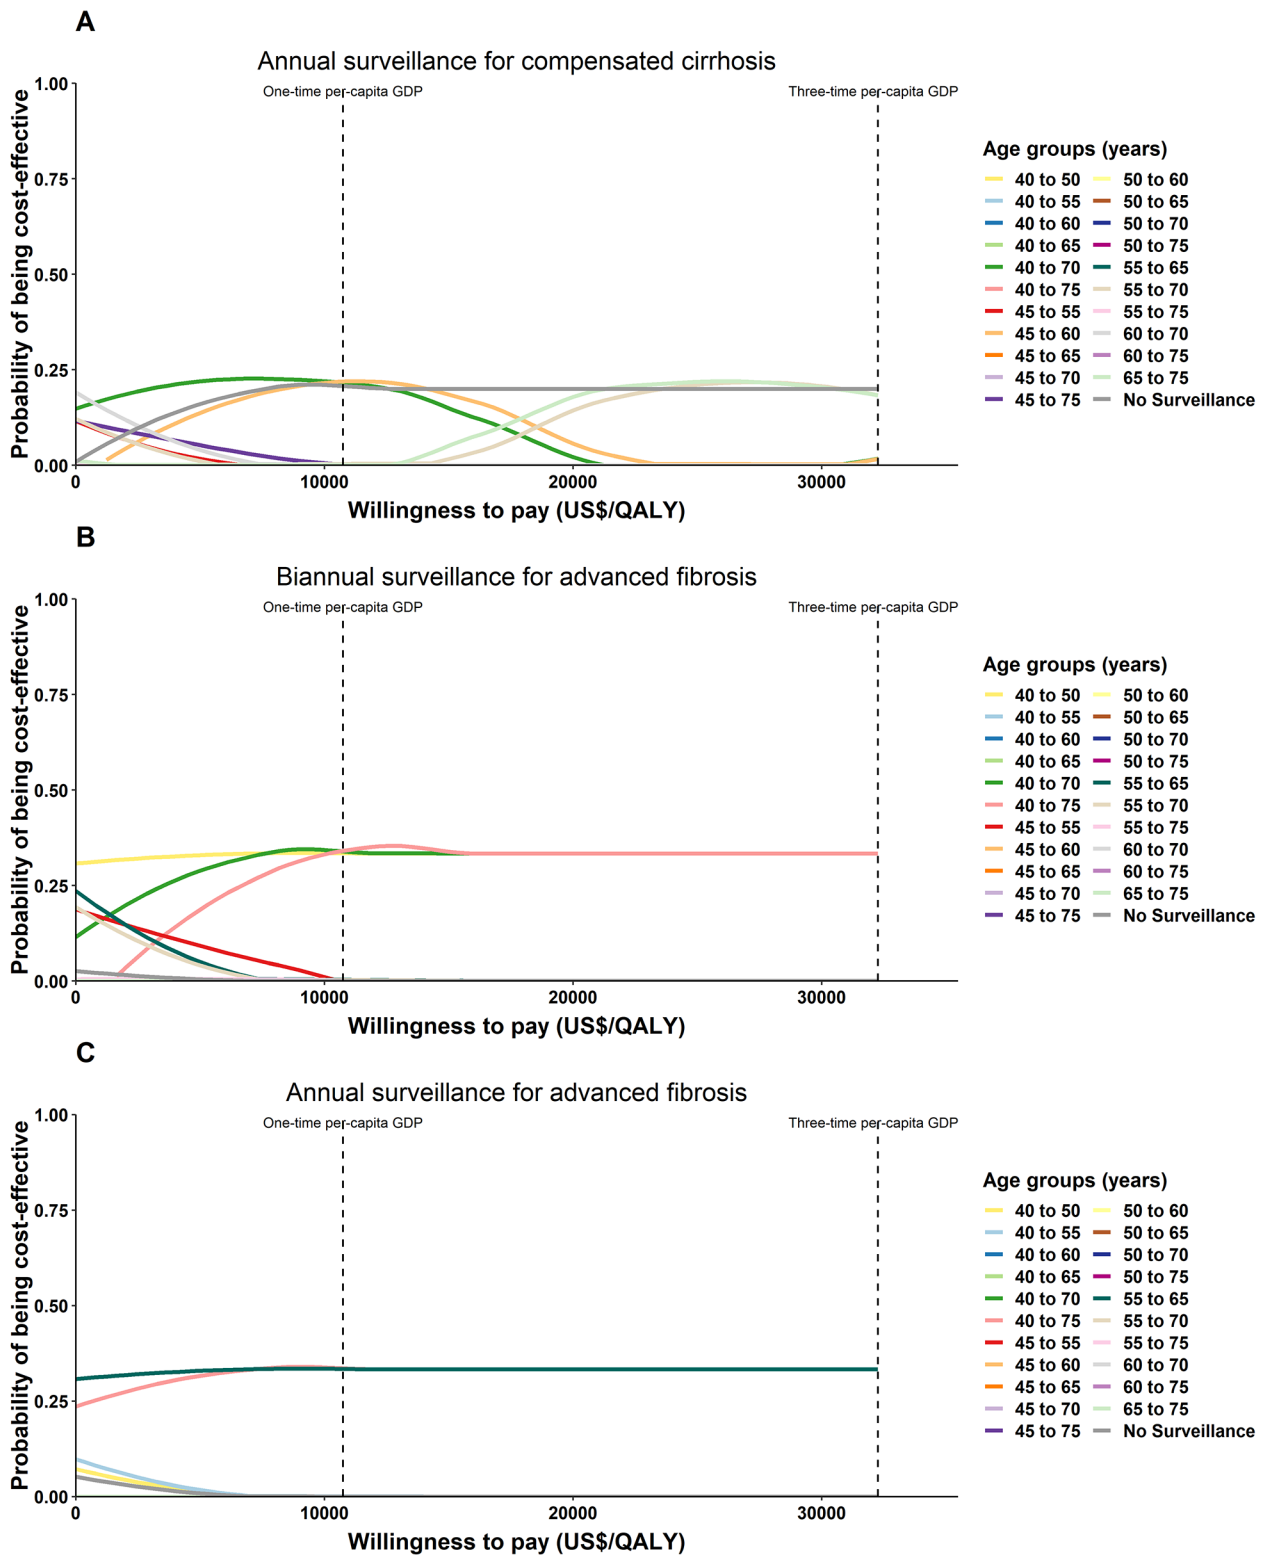 A
Annual surveillance for compensated cirrhosis
One-time per-capita GDP
Three-time per-capita GDP
Probability of being cost-effective
1.00
0.75
0.50
0.25
0.00
0 10000 20000 30000
Willingness to pay (US$/QALY)
Age groups (years)
40 to 50 50 to 60
40 to 55 50 to 65
40 to 60 50 to 70
40 to 65 50 to 75
40 to 70 55 to 65
40 to 75 55 to 70
45 to 55 55 to 75
45 to 60 60 to 70
45 to 65 60 to 75
45 to 70 65 to 75
45 to 75 No Surveillance
B
Biannual surveillance for advanced fibrosis
One-time per-capita GDP
Three-time per-capita GDP
Probability of being cost-effective
1.00
0.75
0.50
0.25
0.00
0 10000 20000 30000
Willingness to pay (US$/QALY)
Age groups (years)
40 to 50 50 to 60
40 to 55 50 to 65
40 to 60 50 to 70
40 to 65 50 to 75
40 to 70 55 to 65
40 to 75 55 to 70
45 to 55 55 to 75
45 to 60 60 to 70
45 to 65 60 to 75
45 to 70 65 to 75
45 to 75 No Surveillance
C
Annual surveillance for advanced fibrosis
One-time per-capita GDP
Three-time per-capita GDP
Probability of being cost-effective
1.00
0.75
0.50
0.25
0.00
0 10000 20000 30000
Willingness to pay (US$/QALY)
Age groups (years)
40 to 50 50 to 60
40 to 55 50 to 65
40 to 60 50 to 70
40 to 65 50 to 75
40 to 70 55 to 65
40 to 75 55 to 70
45 to 55 55 to 75
45 to 60 60 to 70
45 to 65 60 to 75
45 to 70 65 to 75
45 to 75 No Surveillance